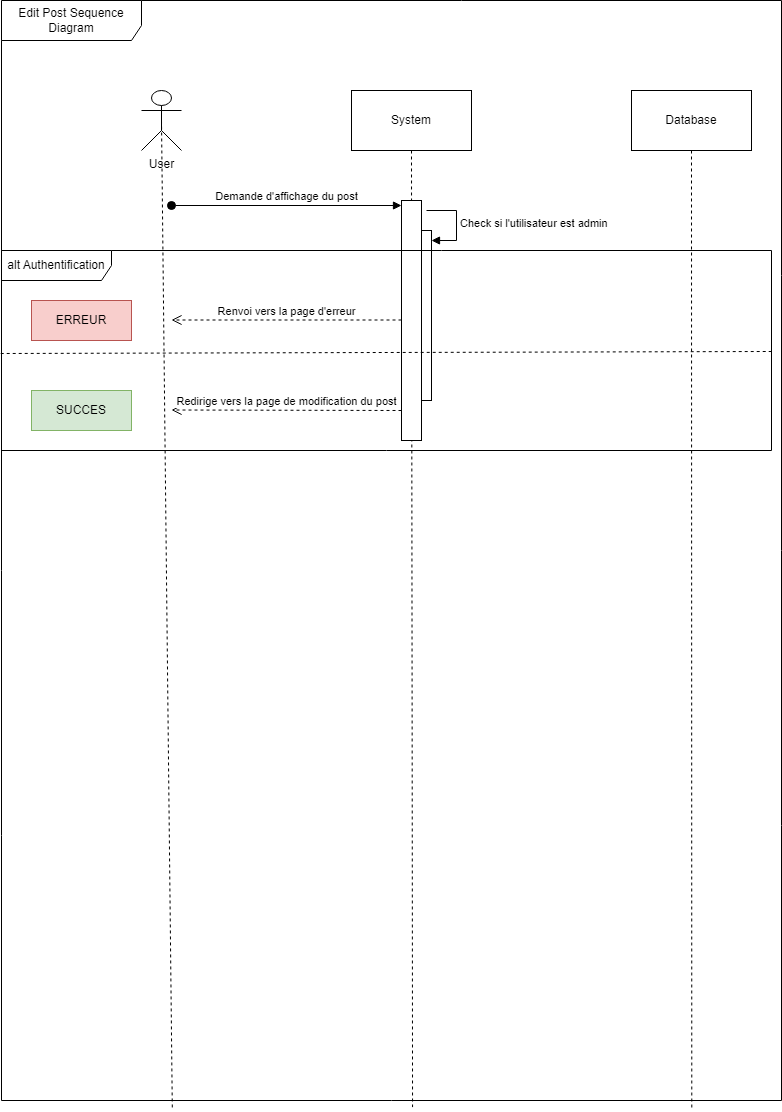 Edit Post Sequence
Diagram
User
System
Database
Demande d'affichage du post
Check si l'utilisateur est admin
alt Authentification
ERREUR
Renvoi vers la page d'erreur
SUCCES
Redirige vers la page de modification du post